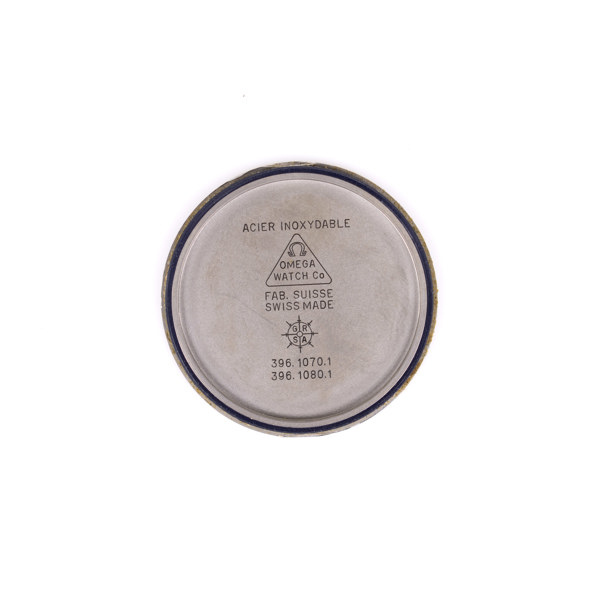 ACIER INOXYDABLE
Ω
OMEGA
WATCH Co
FAB. SUISSE
SWISS MADE
G R
S A
396.1070.1
396.1080.1